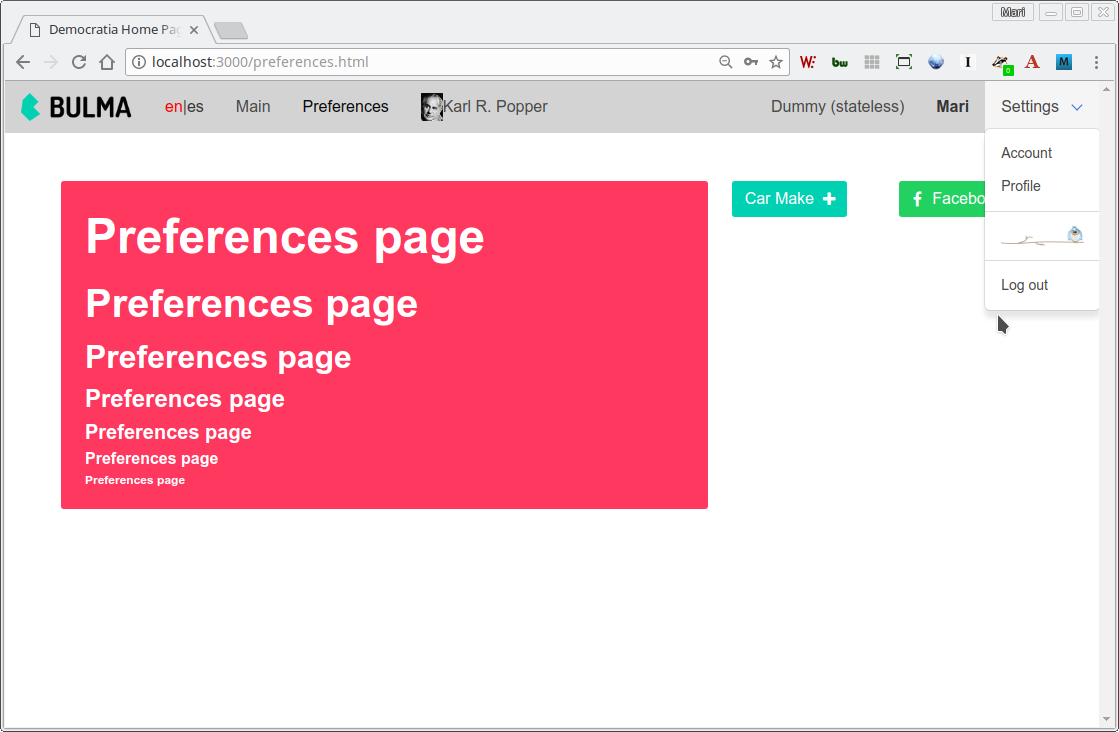 Mari
Democratia Home Pag
localhost:3000/preferences.html
W:
bw
I
0
A
M
BULMA
en|es
Main
Preferences
Karl R. Popper
Dummy (stateless)
Mari
Settings
Account
Profile
Log out
Car Make
Facebo
Preferences page
Preferences page
Preferences page
Preferences page
Preferences page
Preferences page
Preferences page